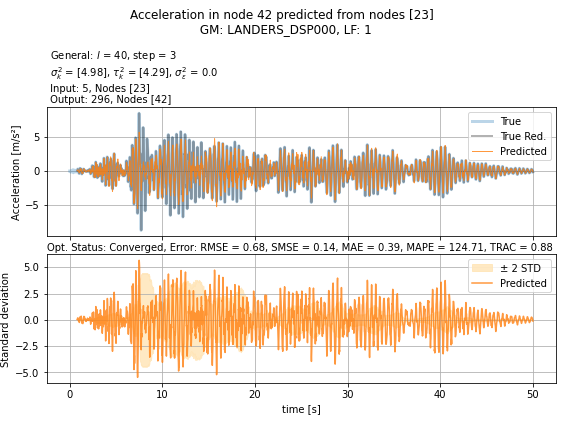 Acceleration in node 42 predicted from nodes [23]
GM: LANDERS_DSP000, LF: 1
General: l = 40, step = 3
σ²ₖ = [4.98], τ²ₖ = [4.29], σ²ε = 0.0
Input: 5, Nodes [23]
Output: 296, Nodes [42]
Acceleration [m/s²]
5
0
−5
True
True Red.
Predicted
Opt. Status: Converged, Error: RMSE = 0.68, SMSE = 0.14, MAE = 0.39, MAPE = 124.71, TRAC = 0.88
Standard deviation
5.0
2.5
0.0
−2.5
−5.0
± 2 STD
Predicted
0 10 20 30 40 50
time [s]